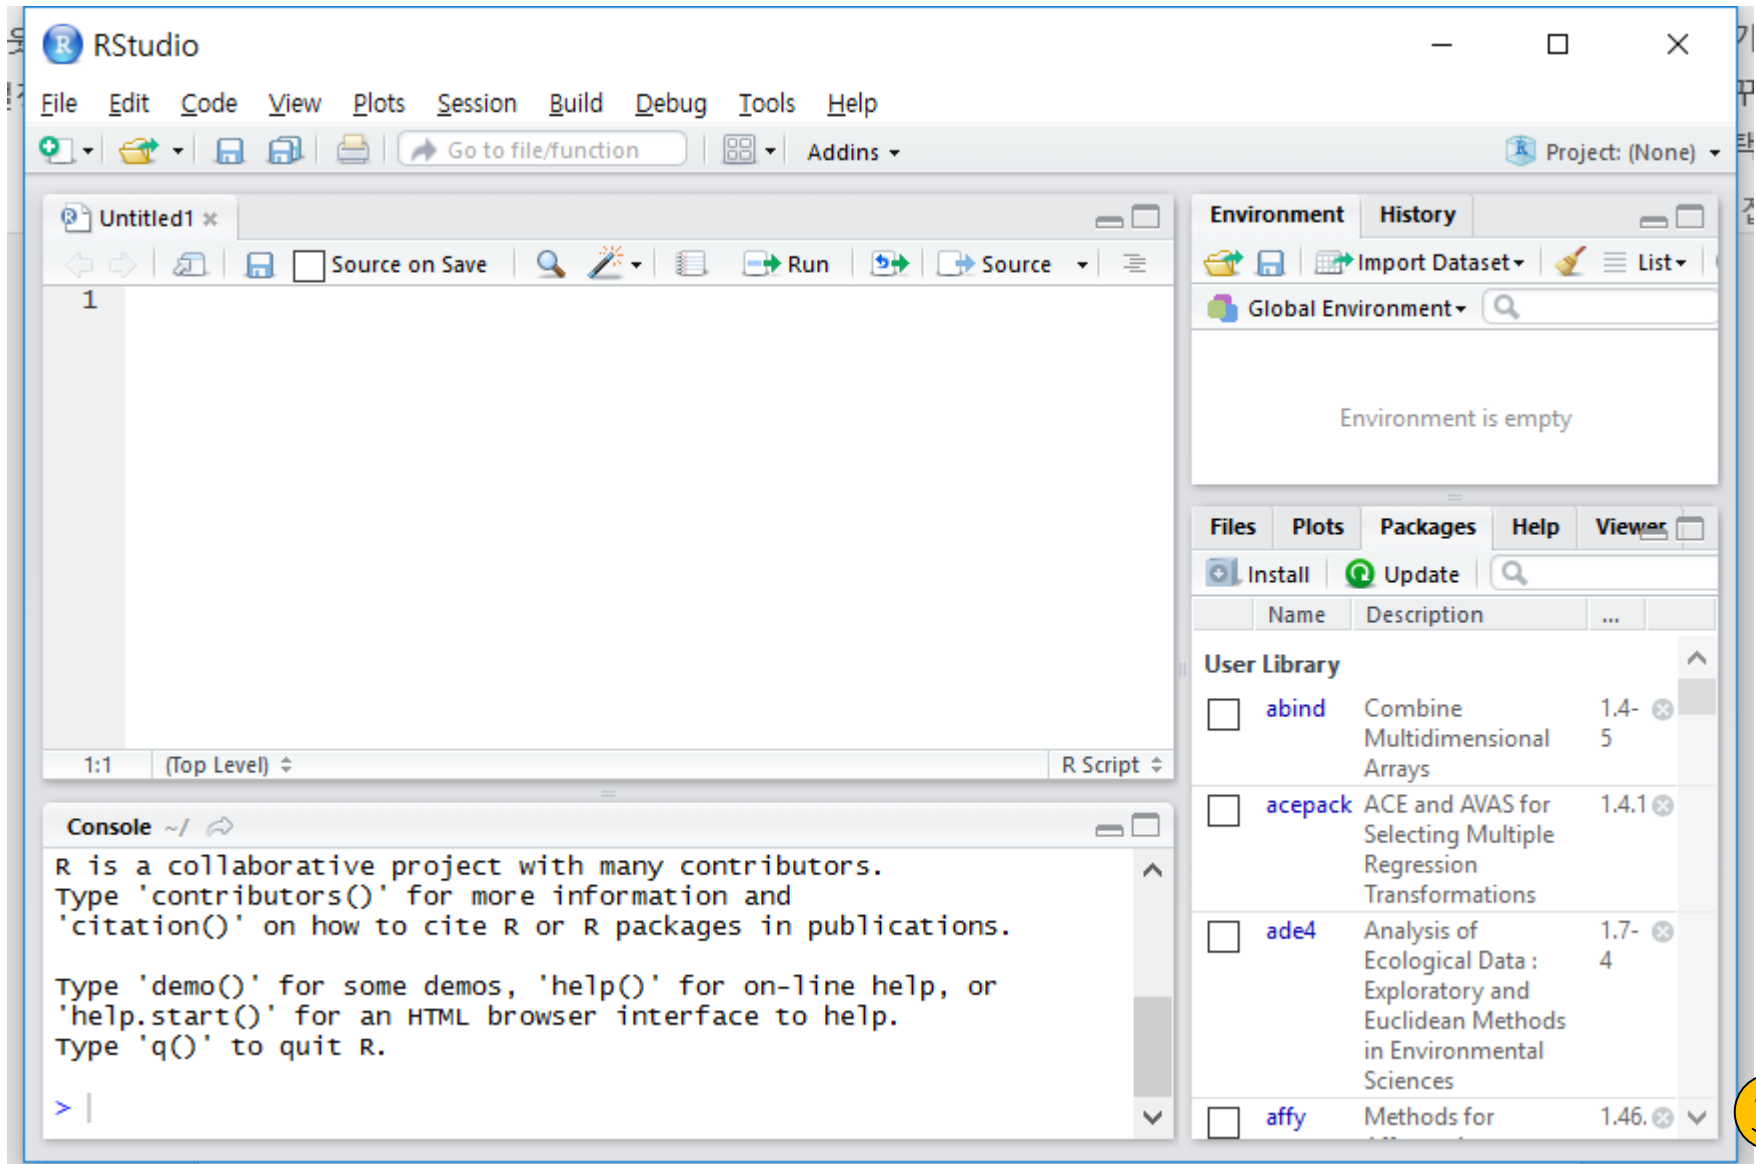 RStudio
File Edit Code View Plots Session Build Debug Tools Help
Go to file/function Addins Project: (None)
Untitled1
Source on Save Run Source
1
1:1 (Top Level) R Script
Console ~/
R is a collaborative project with many contributors.
Type 'contributors()' for more information and
'citation()' on how to cite R or R packages in publications.
Type 'demo()' for some demos, 'help()' for on-line help, or
'help.start()' for an HTML browser interface to help.
Type 'q()' to quit R.
>
Environment History
Import Dataset List
Global Environment
Environment is empty
Files Plots Packages Help Viewer
Install Update
Name Description ...
User Library
abind Combine 1.4-
Multidimensional 5
Arrays
acepack ACE and AVAS for 1.4.1
Selecting Multiple
Regression
Transformations
ade4 Analysis of 1.7-
Ecological Data : 4
Exploratory and
Euclidean Methods
in Environmental
Sciences
affy Methods for 1.46.